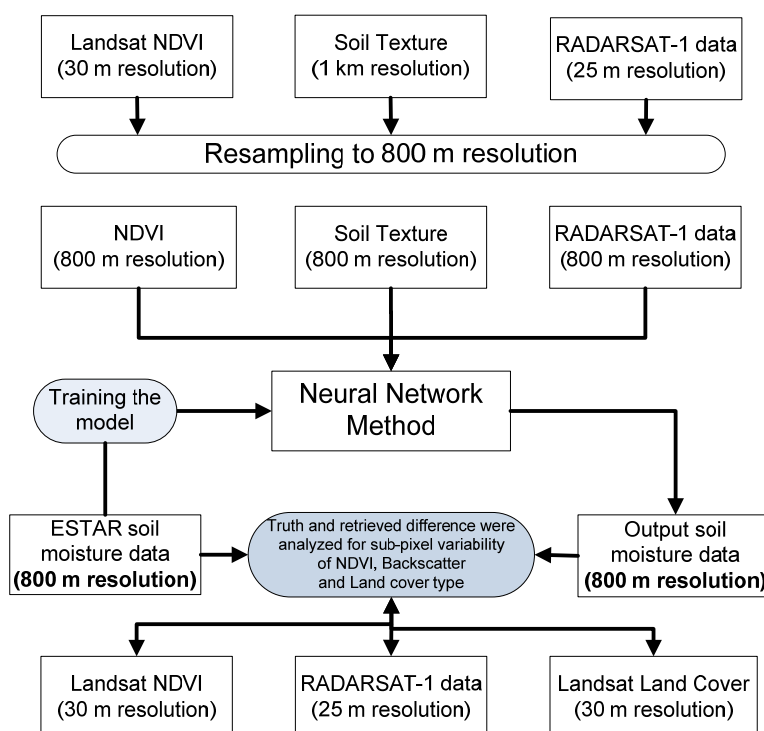 Landsat NDVI
(30 m resolution)
Soil Texture
(1 km resolution)
RADARSAT-1 data
(25 m resolution)
Resampling to 800 m resolution
NDVI
(800 m resolution)
Soil Texture
(800 m resolution)
RADARSAT-1 data
(800 m resolution)
Training the
model
Neural Network
Method
ESTAR soil
moisture data
(800 m resolution)
Truth and retrieved difference were
analyzed for sub-pixel variability
of NDVI, Backscatter
and Land cover type
Output soil
moisture data
(800 m resolution)
Landsat NDVI
(30 m resolution)
RADARSAT-1 data
(25 m resolution)
Landsat Land Cover
(30 m resolution)